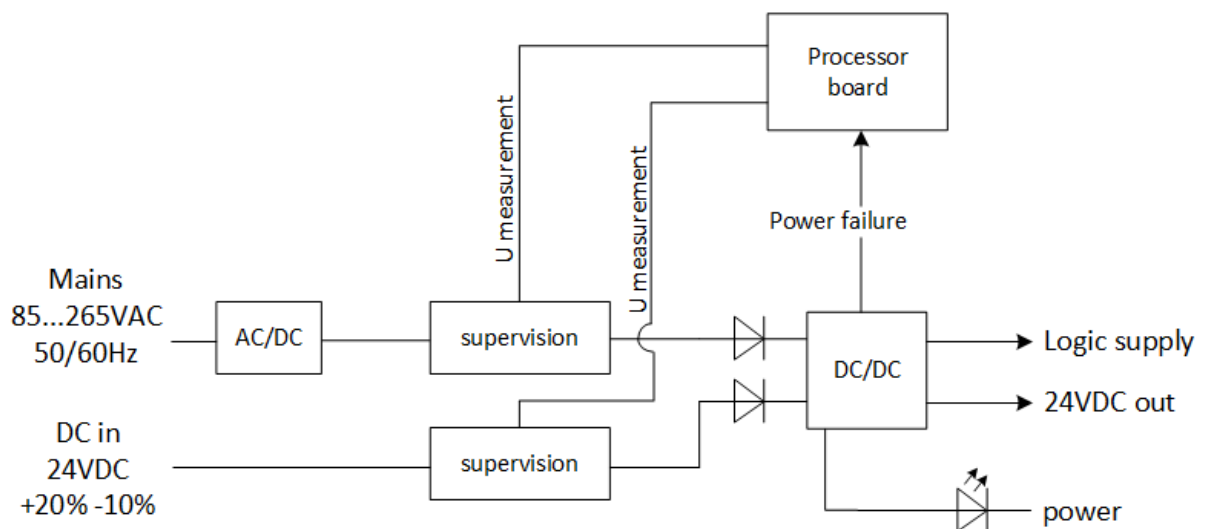 Processor
board
U measurement
U measurement
Power failure
Mains
85...265VAC
50/60Hz
AC/DC
supervision
DC/DC
Logic supply
24VDC out
DC in
24VDC
+20% -10%
supervision
power